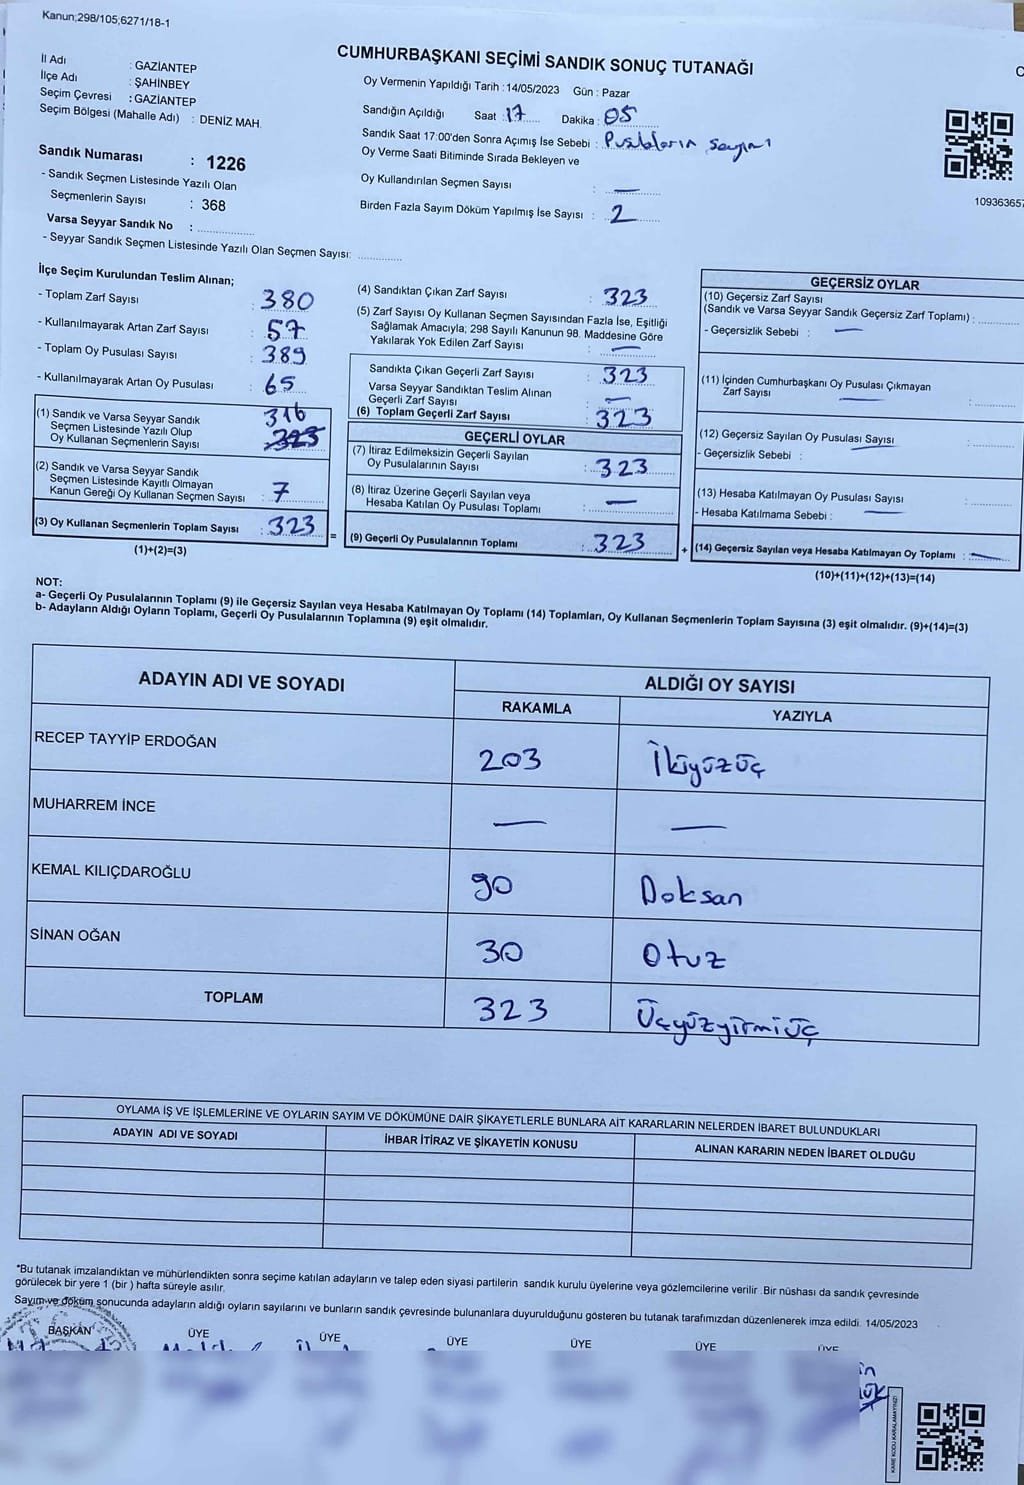 Kanun;298/105;6271/18-1
CUMHURBAŞKANI SEÇİMİ SANDIK SONUÇ TUTANAĞI
İl Adı : GAZİANTEP
İlçe Adı : ŞAHİNBEY
Seçim Çevresi : GAZİANTEP
Seçim Bölgesi (Mahalle Adı) : DENİZ MAH.
Sandık Numarası : 1226
- Sandık Seçmen Listesinde Yazılı Olan
Seçmenlerin Sayısı : 368
Varsa Seyyar Sandık No :
- Seyyar Sandık Seçmen Listesinde Yazılı Olan Seçmen Sayısı:
Oy Vermenin Yapıldığı Tarih : 14/05/2023 Gün : Pazar
Sandığın Açıldığı Saat : 17 Dakika : 05
Sandık Saat 17:00'den Sonra Açımış İse Sebebi : Pusulaların sayımı
Oy Verme Saati Bitiminde Sırada Bekleyen ve
Oy Kullandırılan Seçmen Sayısı : —
Birden Fazla Sayım Döküm Yapılmış İse Sayısı : 2
10936365
İlçe Seçim Kurulundan Teslim Alınan;
- Toplam Zarf Sayısı : 380
- Kullanılmayarak Artan Zarf Sayısı : 57
- Toplam Oy Pusulası Sayısı : 389
- Kullanılmayarak Artan Oy Pusulası : 65
(1) Sandık ve Varsa Seyyar Sandık 316
Seçmen Listesinde Yazılı Olup
Oy Kullanan Seçmenlerin Sayısı 323
(2) Sandık ve Varsa Seyyar Sandık
Seçmen Listesinde Kayıtlı Olmayan
Kanun Gereği Oy Kullanan Seçmen Sayısı : 7
(3) Oy Kullanan Seçmenlerin Toplam Sayısı : 323
(1)+(2)=(3)
(4) Sandıktan Çıkan Zarf Sayısı : 323
(5) Zarf Sayısı Oy Kullanan Seçmen Sayısından Fazla İse, Eşitliği
Sağlamak Amacıyla; 298 Sayılı Kanunun 98. Maddesine Göre
Yakılarak Yok Edilen Zarf Sayısı : —
Sandıkta Çıkan Geçerli Zarf Sayısı : 323
Varsa Seyyar Sandıktan Teslim Alınan
Geçerli Zarf Sayısı : —
(6) Toplam Geçerli Zarf Sayısı : 323
GEÇERLİ OYLAR
(7) İtiraz Edilmeksizin Geçerli Sayılan
Oy Pusulalarının Sayısı : 323
(8) İtiraz Üzerine Geçerli Sayılan veya
Hesaba Katılan Oy Pusulası Toplamı : —
= (9) Geçerli Oy Pusulalarının Toplamı : 323
GEÇERSİZ OYLAR
(10) Geçersiz Zarf Sayısı
(Sandık ve Varsa Seyyar Sandık Geçersiz Zarf Toplamı) :
- Geçersizlik Sebebi : —
(11) İçinden Cumhurbaşkanı Oy Pusulası Çıkmayan
Zarf Sayısı — :
(12) Geçersiz Sayılan Oy Pusulası Sayısı :
- Geçersizlik Sebebi : —
(13) Hesaba Katılmayan Oy Pusulası Sayısı :
- Hesaba Katılmama Sebebi : —
+ (14) Geçersiz Sayılan veya Hesaba Katılmayan Oy Toplamı : —
(10)+(11)+(12)+(13)=(14)
NOT:
a- Geçerli Oy Pusulalarının Toplamı (9) ile Geçersiz Sayılan veya Hesaba Katılmayan Oy Toplamı (14) Toplamları, Oy Kullanan Seçmenlerin Toplam Sayısına (3) eşit olmalıdır. (9)+(14)=(3)
b- Adayların Aldığı Oyların Toplamı, Geçerli Oy Pusulalarının Toplamına (9) eşit olmalıdır.
ADAYIN ADI VE SOYADI ALDIĞI OY SAYISI
RAKAMLA YAZIYLA
RECEP TAYYİP ERDOĞAN 203 İkiyüzüç
MUHARREM İNCE — —
KEMAL KILIÇDAROĞLU 90 Doksan
SİNAN OĞAN 30 Otuz
TOPLAM 323 Üçyüzyirmiüç
OYLAMA İŞ VE İŞLEMLERİNE VE OYLARIN SAYIM VE DÖKÜMÜNE DAİR ŞİKAYETLERLE BUNLARA AİT KARARLARIN NELERDEN İBARET BULUNDUKLARI
ADAYIN ADI VE SOYADI İHBAR İTİRAZ VE ŞİKAYETİN KONUSU ALINAN KARARIN NEDEN İBARET OLDUĞU
*Bu tutanak imzalandıktan ve mühürlendikten sonra seçime katılan adayların ve talep eden siyasi partilerin sandık kurulu üyelerine veya gözlemcilerine verilir .Bir nüshası da sandık çevresinde
görülecek bir yere 1 (bir ) hafta süreyle asılır.
Sayım ve döküm sonucunda adayların aldığı oyların sayılarını ve bunların sandık çevresinde bulunanlara duyurulduğunu gösteren bu tutanak tarafımızdan düzenlenerek imza edildi. 14/05/2023
BAŞKAN ÜYE ÜYE ÜYE ÜYE ÜYE ÜYE
KARE KODU KARALAMAYINIZ!